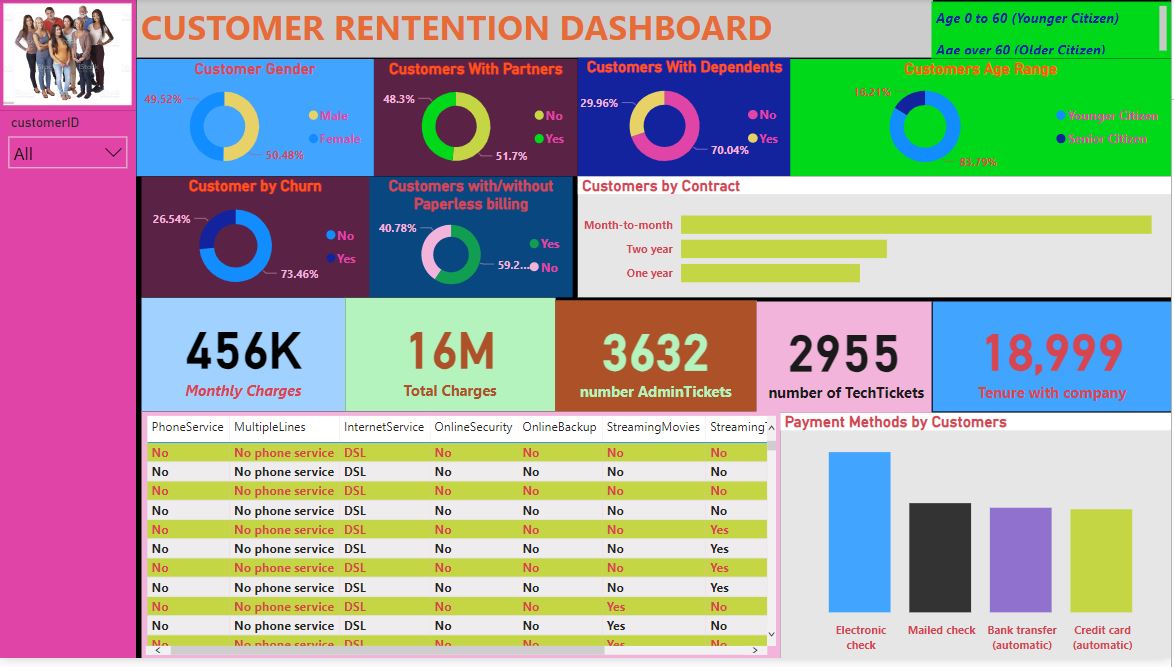 CUSTOMER RENTENTION DASHBOARD
Age 0 to 60 (Younger Citizen)
Age over 60 (Older Citizen)
customerID
All
Customer Gender
49.52%
50.48%
Male
Female
Customers With Partners
48.3%
51.7%
No
Yes
Customers With Dependents
29.96%
70.04%
No
Yes
Customers Age Range
16.21%
83.79%
Younger Citizen
Senior Citizen
Customer by Churn
26.54%
73.46%
No
Yes
Customers with/without
Paperless billing
40.78%
59.2...
Yes
No
Customers by Contract
Month-to-month
Two year
One year
456K
Monthly Charges
16M
Total Charges
3632
number AdminTickets
2955
number of TechTickets
18,999
Tenure with company
PhoneService MultipleLines InternetService OnlineSecurity OnlineBackup StreamingMovies Streaming
No No phone service DSL No No No No
No No phone service DSL No No No No
No No phone service DSL No No No No
No No phone service DSL No No No No
No No phone service DSL No No No Yes
No No phone service DSL No No No Yes
No No phone service DSL No No No Yes
No No phone service DSL No No No Yes
No No phone service DSL No No Yes No
No No phone service DSL No No Yes No
No No phone service DSL No No Yes No
Payment Methods by Customers
Electronic
check
Mailed check
Bank transfer
(automatic)
Credit card
(automatic)